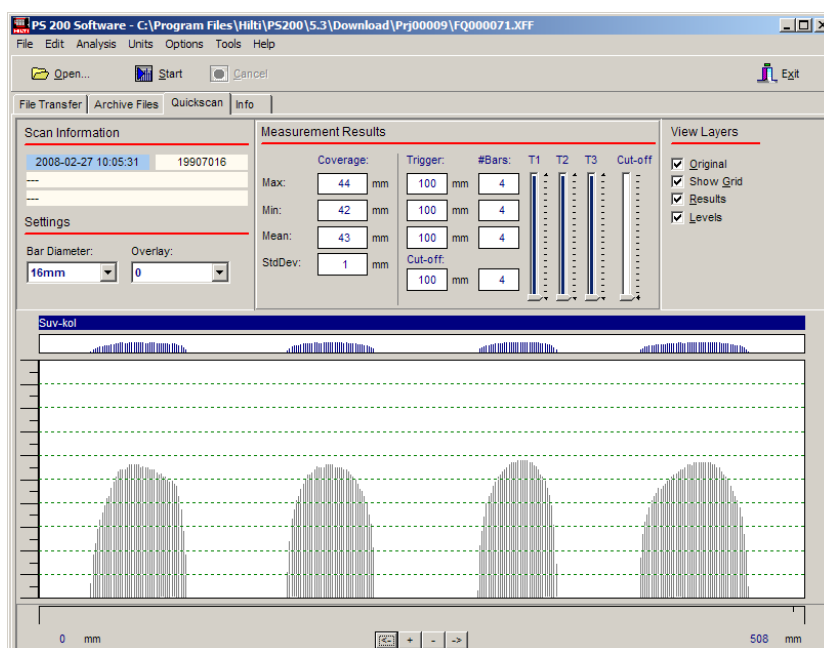 PS 200 Software - C:\Program Files\Hilti\PS200\5.3\Download\Prj00009\FQ000071.XFF
File Edit Analysis Units Options Tools Help
Open... Start Cancel Exit
File Transfer Archive Files Quickscan Info
Scan Information
2008-02-27 10:05:31 19907016
---
---
Settings
Bar Diameter: Overlay:
16mm 0
Measurement Results
Coverage: Trigger: #Bars: T1 T2 T3 Cut-off
Max: 44 mm 100 mm 4
Min: 42 mm 100 mm 4
Mean: 43 mm 100 mm 4
StdDev: 1 mm Cut-off: 100 mm 4
View Layers
Original
Show Grid
Results
Levels
Suv-kol
0 mm <- + - -> 508 mm